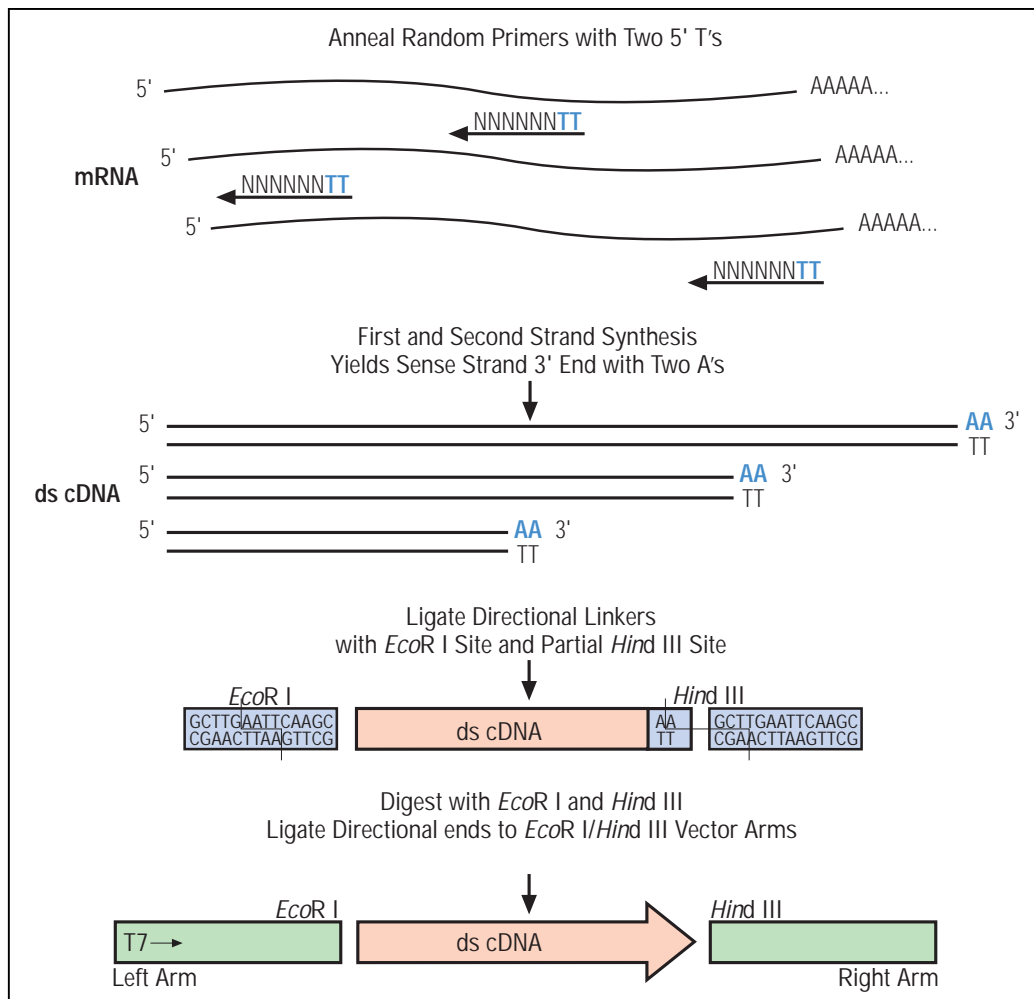 Anneal Random Primers with Two 5' T's
5'
AAAAA...
NNNNNNTT
5'
AAAAA...
mRNA
NNNNNNTT
5'
AAAAA...
NNNNNNTT
First and Second Strand Synthesis
Yields Sense Strand 3' End with Two A's
5'
AA 3'
TT
5'
AA 3'
ds cDNA
TT
5'
AA 3'
TT
Ligate Directional Linkers
with EcoR I Site and Partial Hind III Site
EcoR I
Hind III
GCTTGAATTCAAGC
CGAACTTAAGTTCG
ds cDNA
AA
TT
GCTTGAATTCAAGC
CGAACTTAAGTTCG
Digest with EcoR I and Hind III
Ligate Directional ends to EcoR I/Hind III Vector Arms
EcoR I
Hind III
T7
ds cDNA
Left Arm
Right Arm